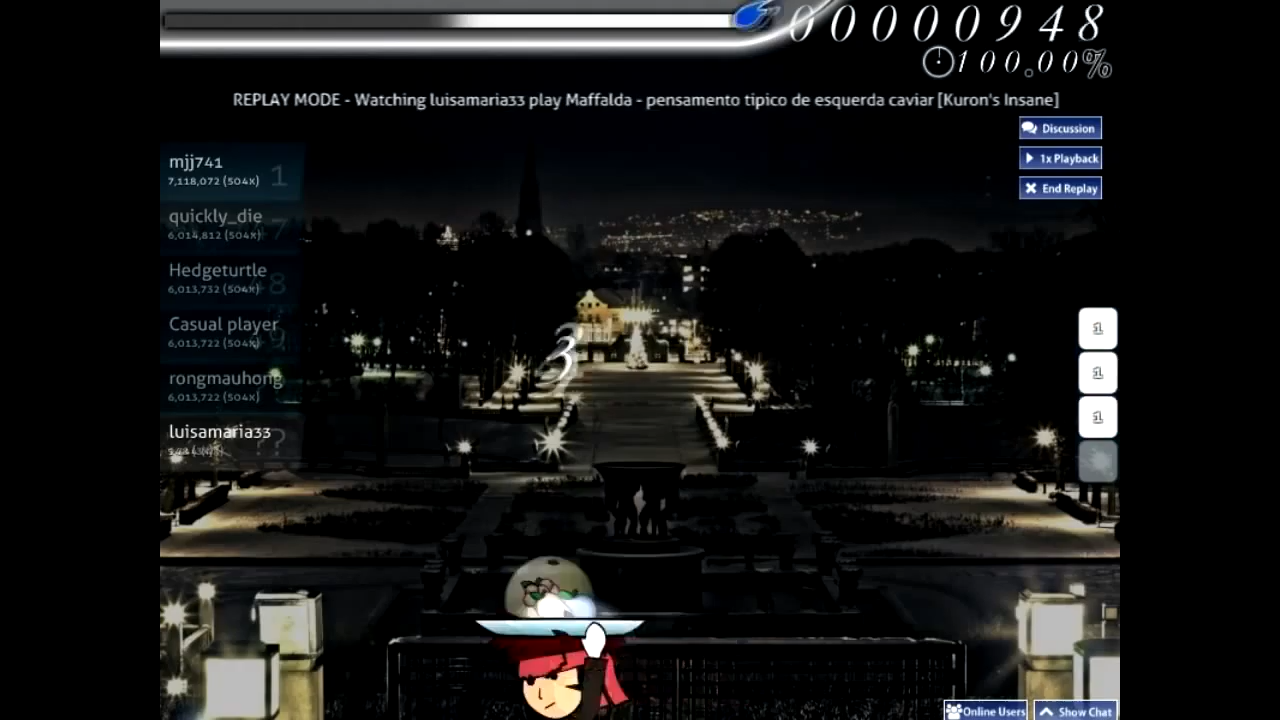 00000948
100.00%
REPLAY MODE - Watching luisamaria33 play Maffalda - pensamento tipico de esquerda caviar [Kuron's Insane]
Discussion
1x Playback
End Replay
mjj741
7,118,072 (504x) 1
quickly_die
6,014,812 (504x) 7
Hedgeturtle
6,013,732 (504x) 8
Casual player
6,013,722 (504x) 9
rongmauhong
6,013,722 (504x)
luisamaria33
??
3
1
1
1
Online Users
Show Chat